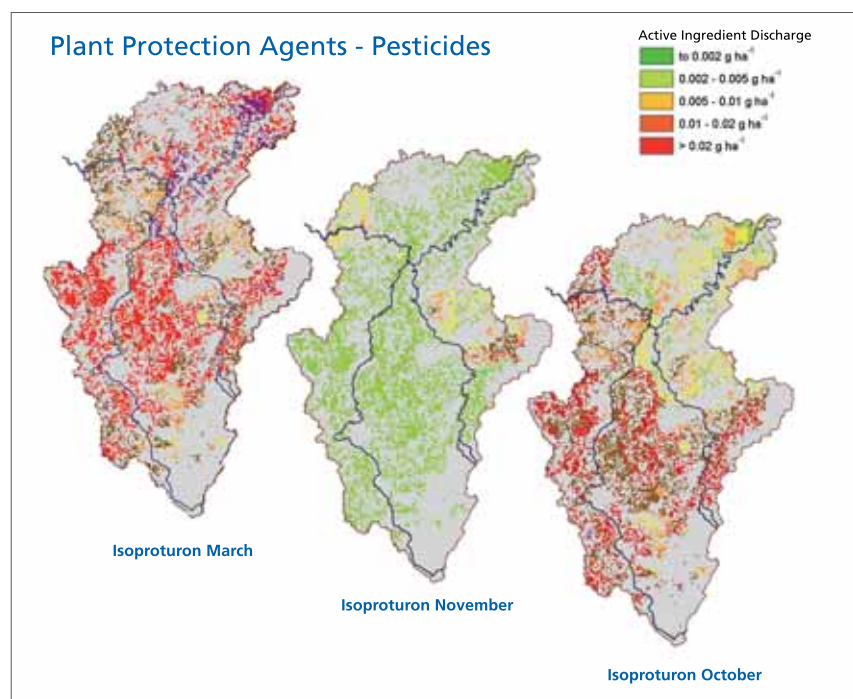 Plant Protection Agents - Pesticides
Active Ingredient Discharge
to 0.002 g ha⁻¹
0.002 - 0.005 g ha⁻¹
0.005 - 0.01 g ha⁻¹
0.01 - 0.02 g ha⁻¹
> 0.02 g ha⁻¹
Isoproturon March
Isoproturon November
Isoproturon October